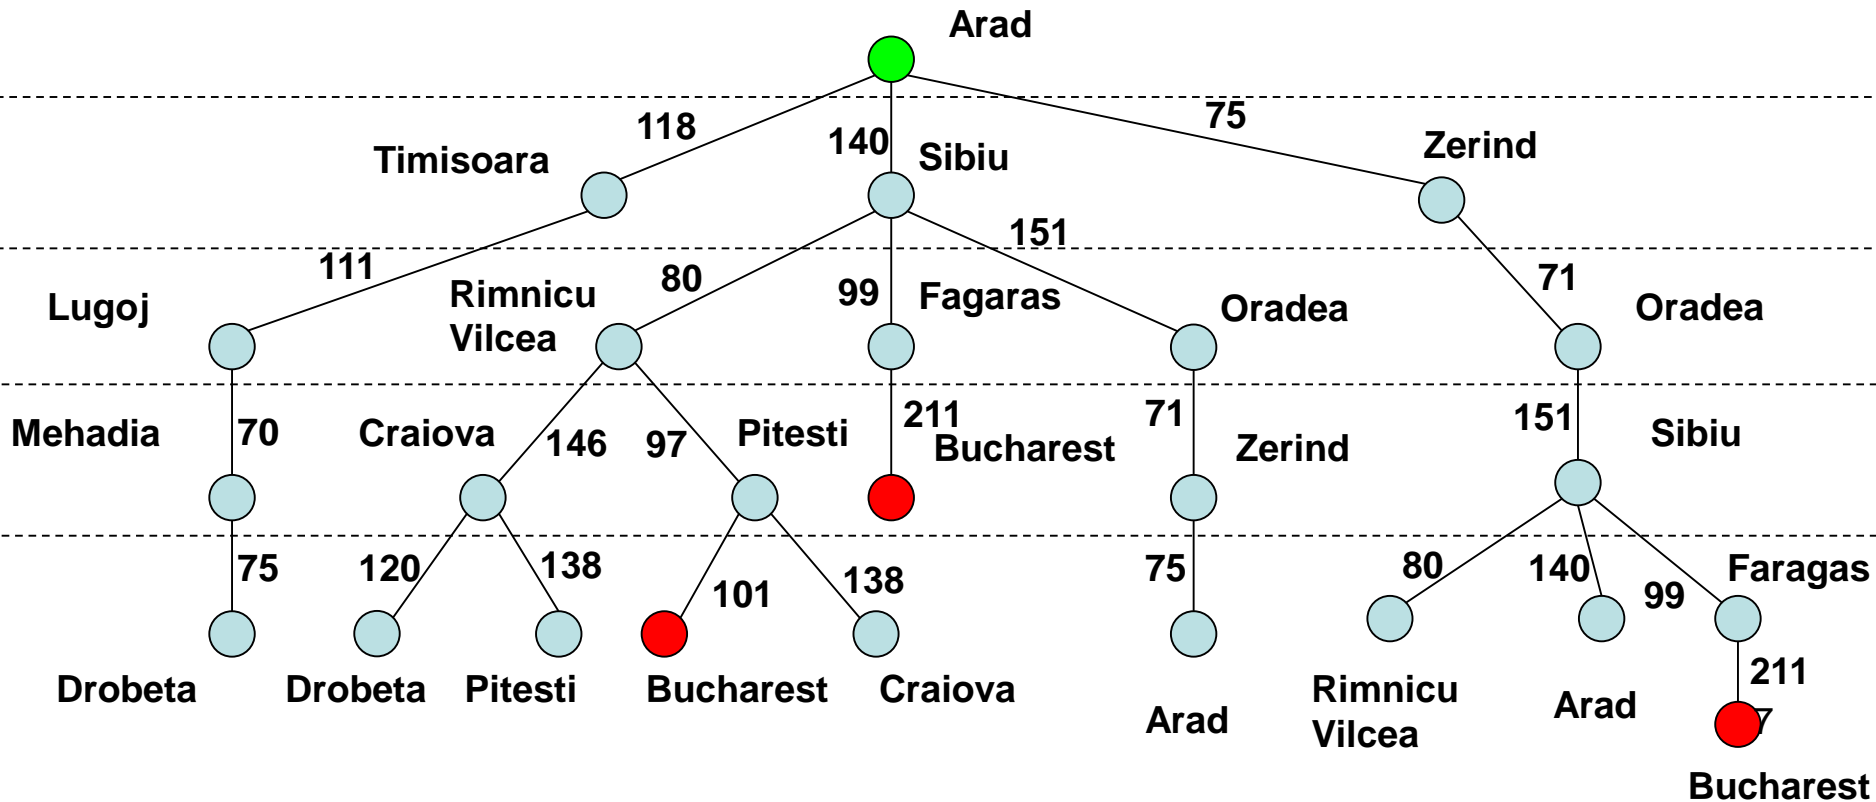 Arad
118
140
75
Timisoara
Sibiu
Zerind
111
80
99
151
71
Lugoj
Rimnicu
Vilcea
Fagaras
Oradea
Oradea
Mehadia
70
Craiova
146
97
Pitesti
211
Bucharest
71
Zerind
151
Sibiu
75
120
138
101
138
75
80
140
99
Faragas
Drobeta
Drobeta
Pitesti
Bucharest
Craiova
Arad
Rimnicu
Vilcea
Arad
211
7
Bucharest